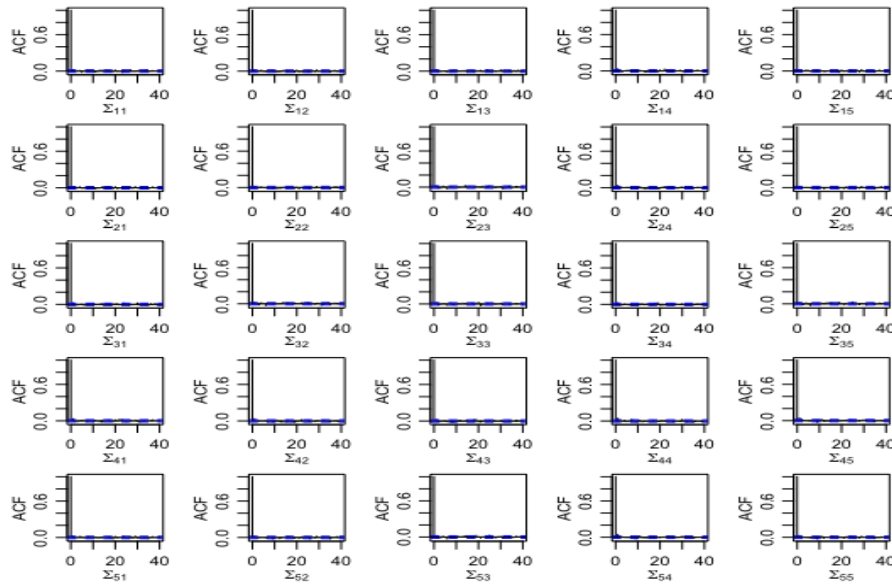 ACF 0.0 0.6 0 20 40 Σ11
ACF 0.0 0.6 0 20 40 Σ12
ACF 0.0 0.6 0 20 40 Σ13
ACF 0.0 0.6 0 20 40 Σ14
ACF 0.0 0.6 0 20 40 Σ15
ACF 0.0 0.6 0 20 40 Σ21
ACF 0.0 0.6 0 20 40 Σ22
ACF 0.0 0.6 0 20 40 Σ23
ACF 0.0 0.6 0 20 40 Σ24
ACF 0.0 0.6 0 20 40 Σ25
ACF 0.0 0.6 0 20 40 Σ31
ACF 0.0 0.6 0 20 40 Σ32
ACF 0.0 0.6 0 20 40 Σ33
ACF 0.0 0.6 0 20 40 Σ34
ACF 0.0 0.6 0 20 40 Σ35
ACF 0.0 0.6 0 20 40 Σ41
ACF 0.0 0.6 0 20 40 Σ42
ACF 0.0 0.6 0 20 40 Σ43
ACF 0.0 0.6 0 20 40 Σ44
ACF 0.0 0.6 0 20 40 Σ45
ACF 0.0 0.6 0 20 40 Σ51
ACF 0.0 0.6 0 20 40 Σ52
ACF 0.0 0.6 0 20 40 Σ53
ACF 0.0 0.6 0 20 40 Σ54
ACF 0.0 0.6 0 20 40 Σ55